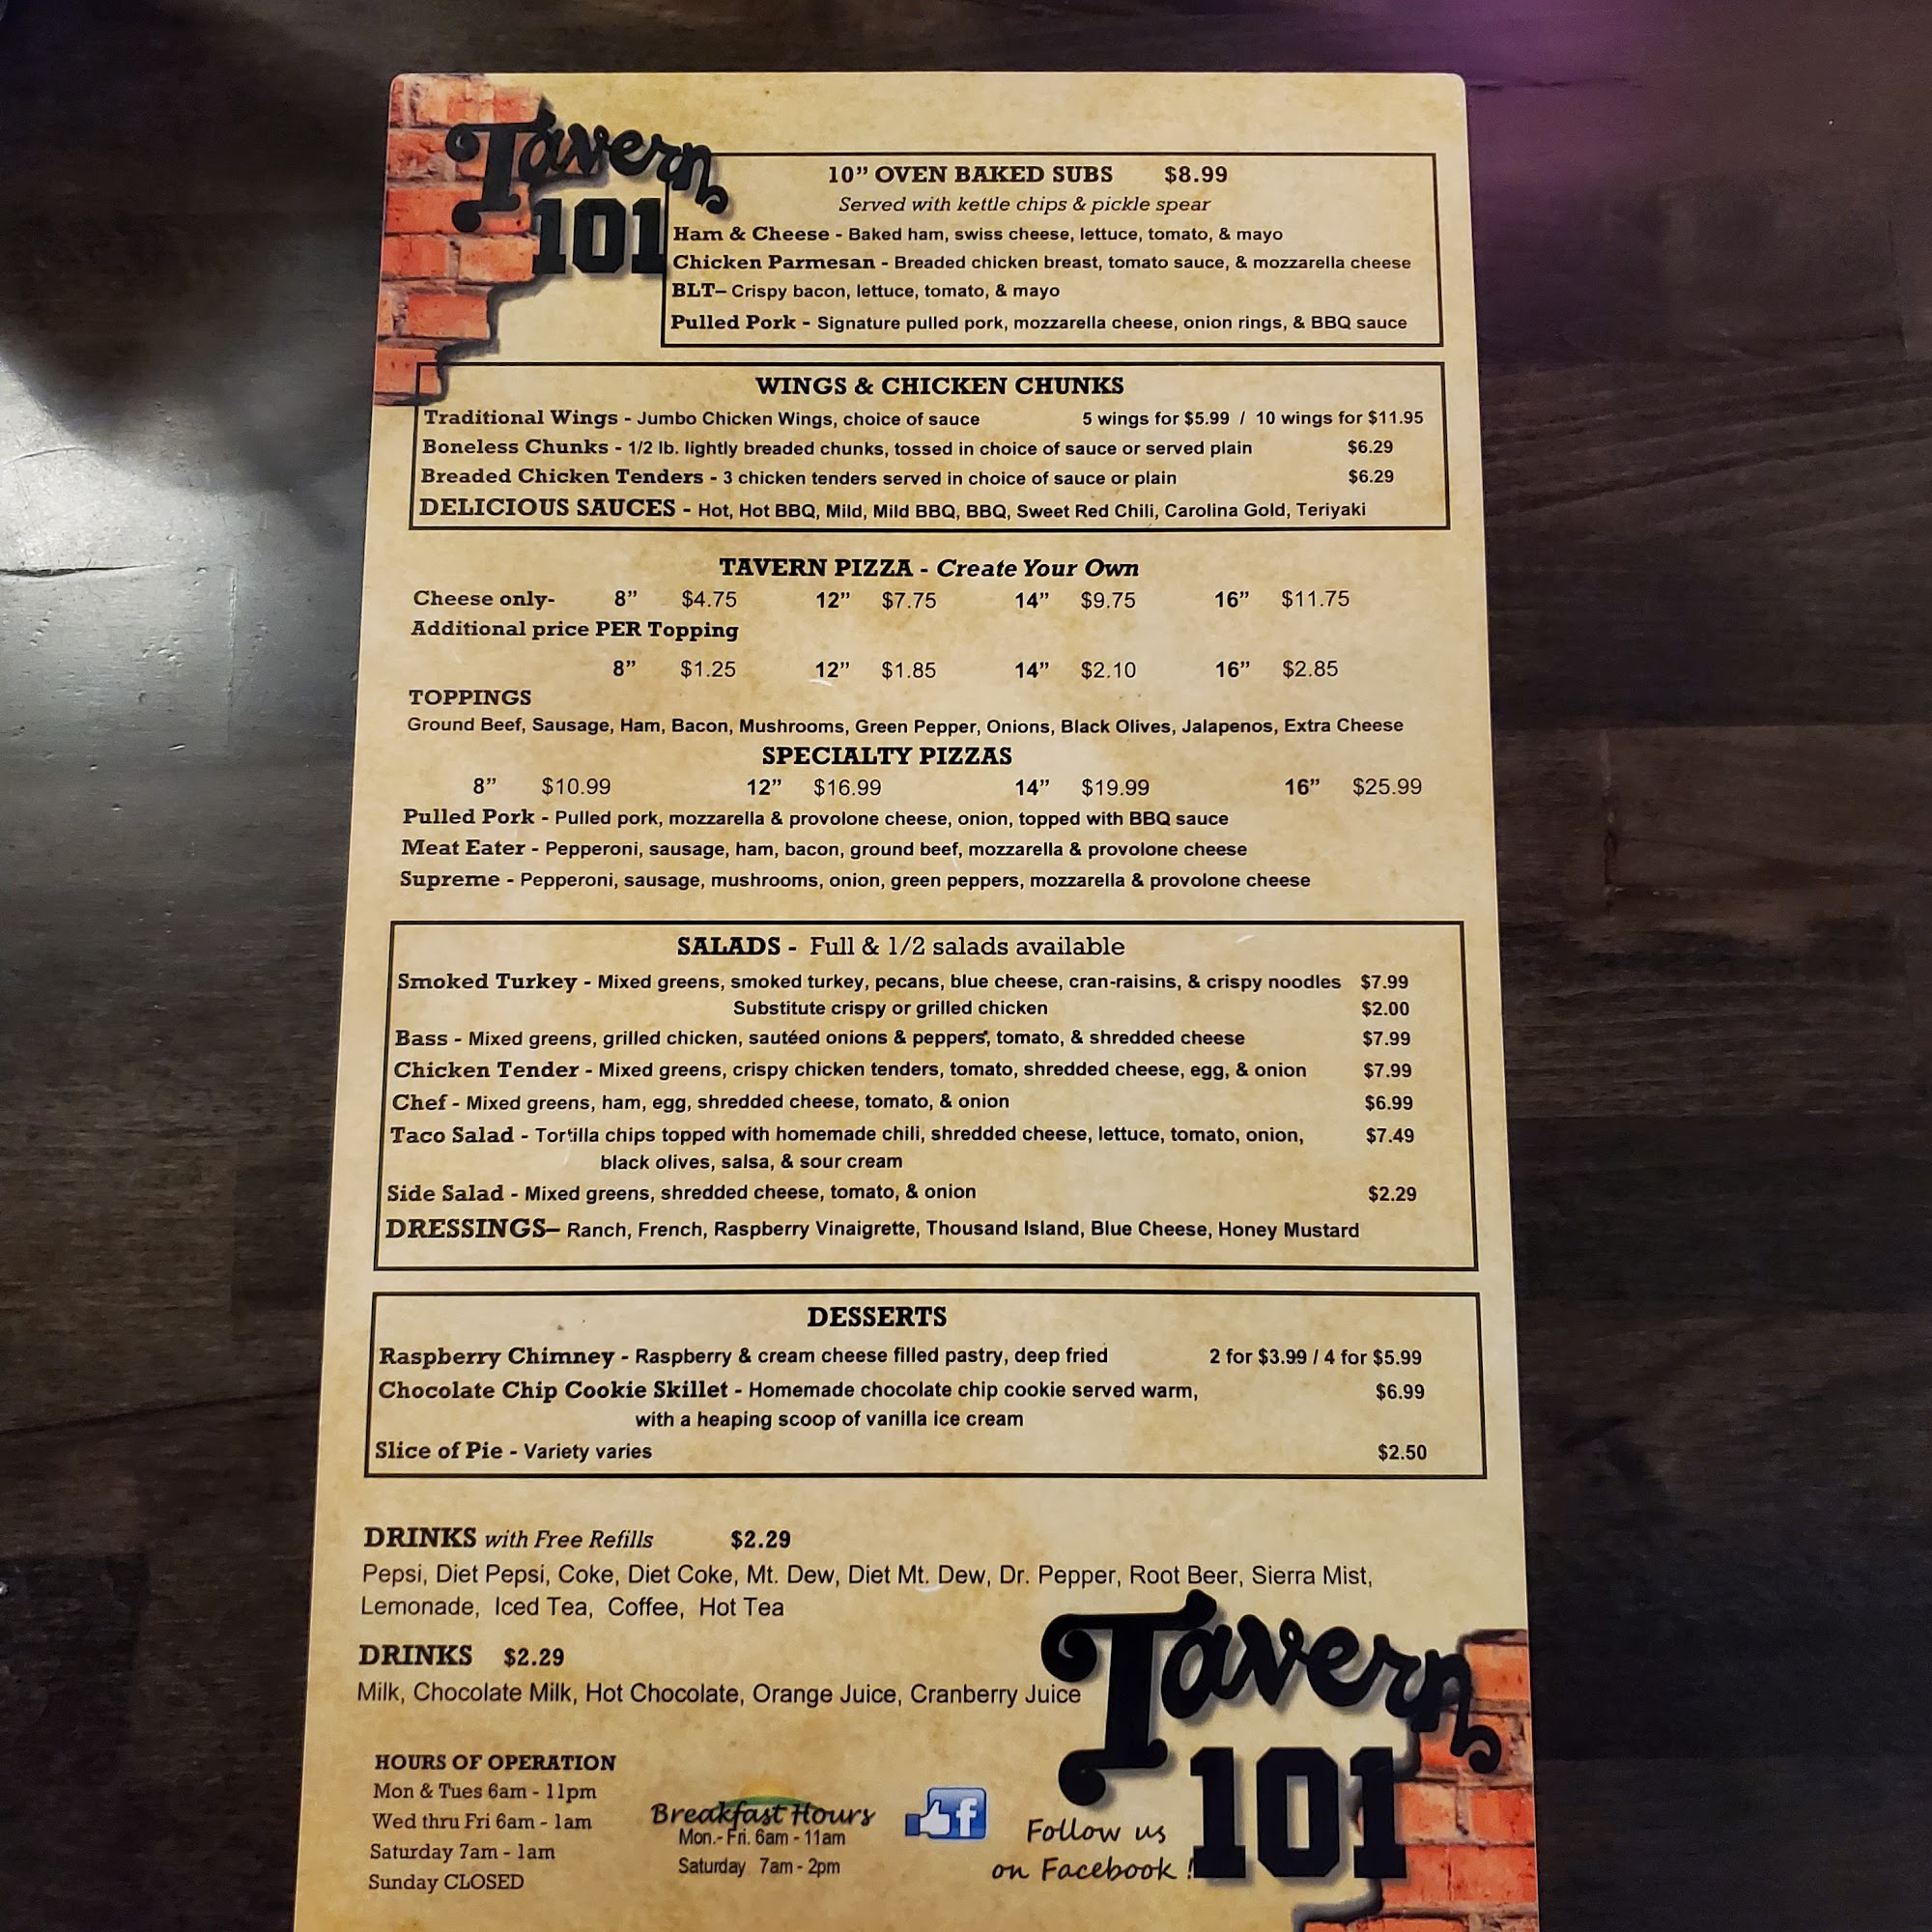 Tavern
101
10” OVEN BAKED SUBS $8.99
Served with kettle chips & pickle spear
Ham & Cheese - Baked ham, swiss cheese, lettuce, tomato, & mayo
Chicken Parmesan - Breaded chicken breast, tomato sauce, & mozzarella cheese
BLT– Crispy bacon, lettuce, tomato, & mayo
Pulled Pork - Signature pulled pork, mozzarella cheese, onion rings, & BBQ sauce
WINGS & CHICKEN CHUNKS
Traditional Wings - Jumbo Chicken Wings, choice of sauce 5 wings for $5.99 / 10 wings for $11.95
Boneless Chunks - 1/2 lb. lightly breaded chunks, tossed in choice of sauce or served plain $6.29
Breaded Chicken Tenders - 3 chicken tenders served in choice of sauce or plain $6.29
DELICIOUS SAUCES - Hot, Hot BBQ, Mild, Mild BBQ, BBQ, Sweet Red Chili, Carolina Gold, Teriyaki
TAVERN PIZZA - Create Your Own
Cheese only- 8” $4.75 12” $7.75 14” $9.75 16” $11.75
Additional price PER Topping
8” $1.25 12” $1.85 14” $2.10 16” $2.85
TOPPINGS
Ground Beef, Sausage, Ham, Bacon, Mushrooms, Green Pepper, Onions, Black Olives, Jalapenos, Extra Cheese
SPECIALTY PIZZAS
8” $10.99 12” $16.99 14” $19.99 16” $25.99
Pulled Pork - Pulled pork, mozzarella & provolone cheese, onion, topped with BBQ sauce
Meat Eater - Pepperoni, sausage, ham, bacon, ground beef, mozzarella & provolone cheese
Supreme - Pepperoni, sausage, mushrooms, onion, green peppers, mozzarella & provolone cheese
SALADS - Full & 1/2 salads available
Smoked Turkey - Mixed greens, smoked turkey, pecans, blue cheese, cran-raisins, & crispy noodles $7.99
Substitute crispy or grilled chicken $2.00
Bass - Mixed greens, grilled chicken, sautéed onions & peppers, tomato, & shredded cheese $7.99
Chicken Tender - Mixed greens, crispy chicken tenders, tomato, shredded cheese, egg, & onion $7.99
Chef - Mixed greens, ham, egg, shredded cheese, tomato, & onion $6.99
Taco Salad - Tortilla chips topped with homemade chili, shredded cheese, lettuce, tomato, onion, $7.49
black olives, salsa, & sour cream
Side Salad - Mixed greens, shredded cheese, tomato, & onion $2.29
DRESSINGS– Ranch, French, Raspberry Vinaigrette, Thousand Island, Blue Cheese, Honey Mustard
DESSERTS
Raspberry Chimney - Raspberry & cream cheese filled pastry, deep fried 2 for $3.99 / 4 for $5.99
Chocolate Chip Cookie Skillet - Homemade chocolate chip cookie served warm, $6.99
with a heaping scoop of vanilla ice cream
Slice of Pie - Variety varies $2.50
DRINKS with Free Refills $2.29
Pepsi, Diet Pepsi, Coke, Diet Coke, Mt. Dew, Diet Mt. Dew, Dr. Pepper, Root Beer, Sierra Mist,
Lemonade, Iced Tea, Coffee, Hot Tea
DRINKS $2.29
Milk, Chocolate Milk, Hot Chocolate, Orange Juice, Cranberry Juice
HOURS OF OPERATION
Mon & Tues 6am - 11pm
Wed thru Fri 6am - 1am
Saturday 7am - 1am
Sunday CLOSED
Breakfast Hours
Mon.- Fri. 6am - 11am
Saturday 7am - 2pm
f
Follow us
on Facebook !
Tavern
101